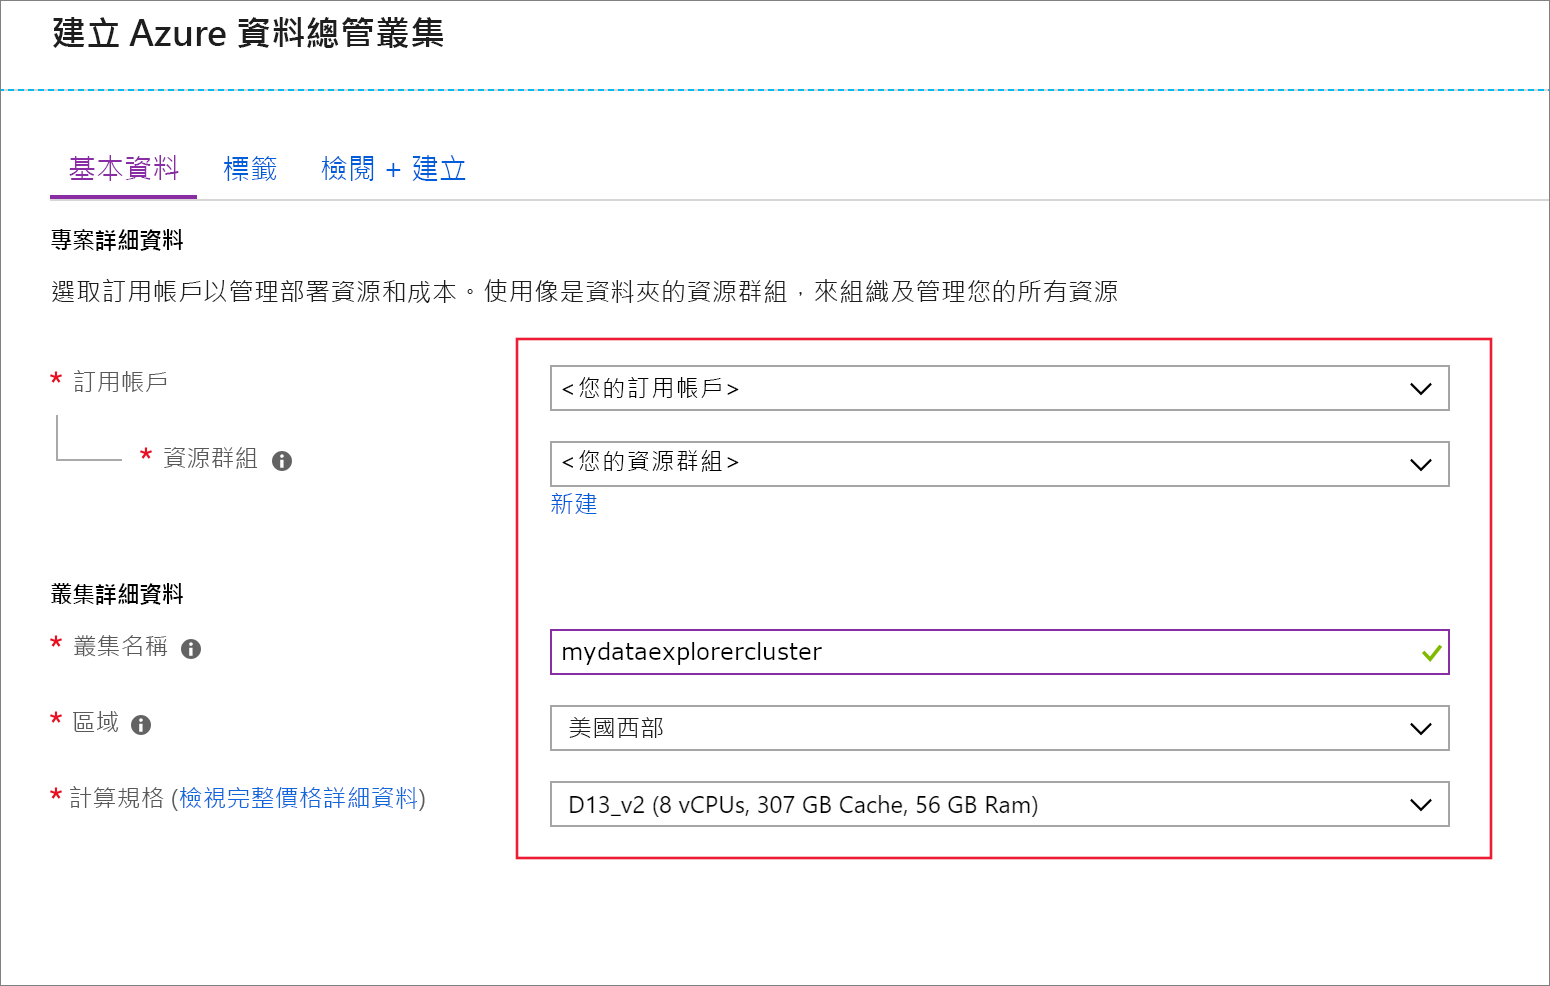 建立 Azure 資料總管叢集
基本資料 標籤 檢閱 + 建立
專案詳細資料
選取訂用帳戶以管理部署資源和成本。使用像是資料夾的資源群組，來組織及管理您的所有資源
* 訂用帳戶 <您的訂用帳戶>
* 資源群組 <您的資源群組>
新建
叢集詳細資料
* 叢集名稱 mydataexplorercluster
* 區域 美國西部
* 計算規格 (檢視完整價格詳細資料) D13_v2 (8 vCPUs, 307 GB Cache, 56 GB Ram)